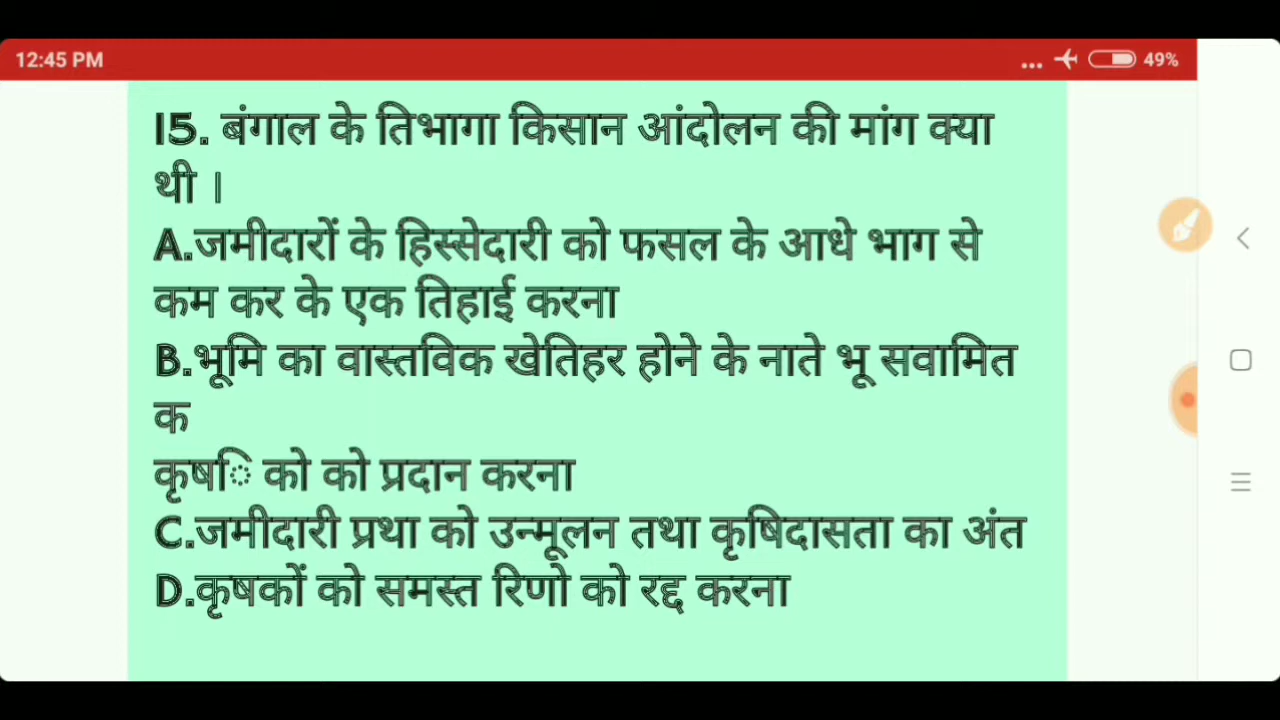 12:45 PM
... 49%
15. बंगाल के तिभागा किसान आंदोलन की मांग क्या
थी ।
A.जमीदारों के हिस्सेदारी को फसल के आधे भाग से
कम कर के एक तिहाई करना
B.भूमि का वास्तविक खेतिहर होने के नाते भू सवामित
क
कृषिि को को प्रदान करना
C.जमीदारी प्रथा को उन्मूलन तथा कृषिदासता का अंत
D.कृषकों को समस्त रिणो को रद्द करना